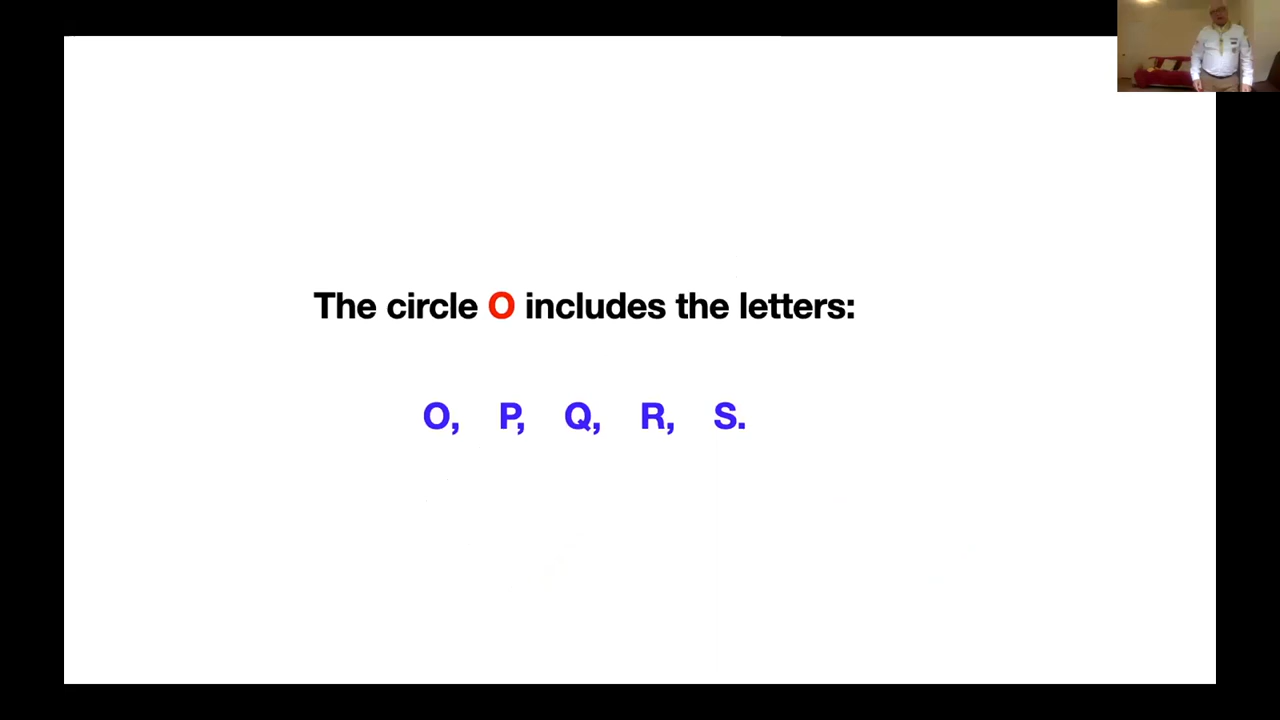 The circle O includes the letters:
O, P, Q, R, S.